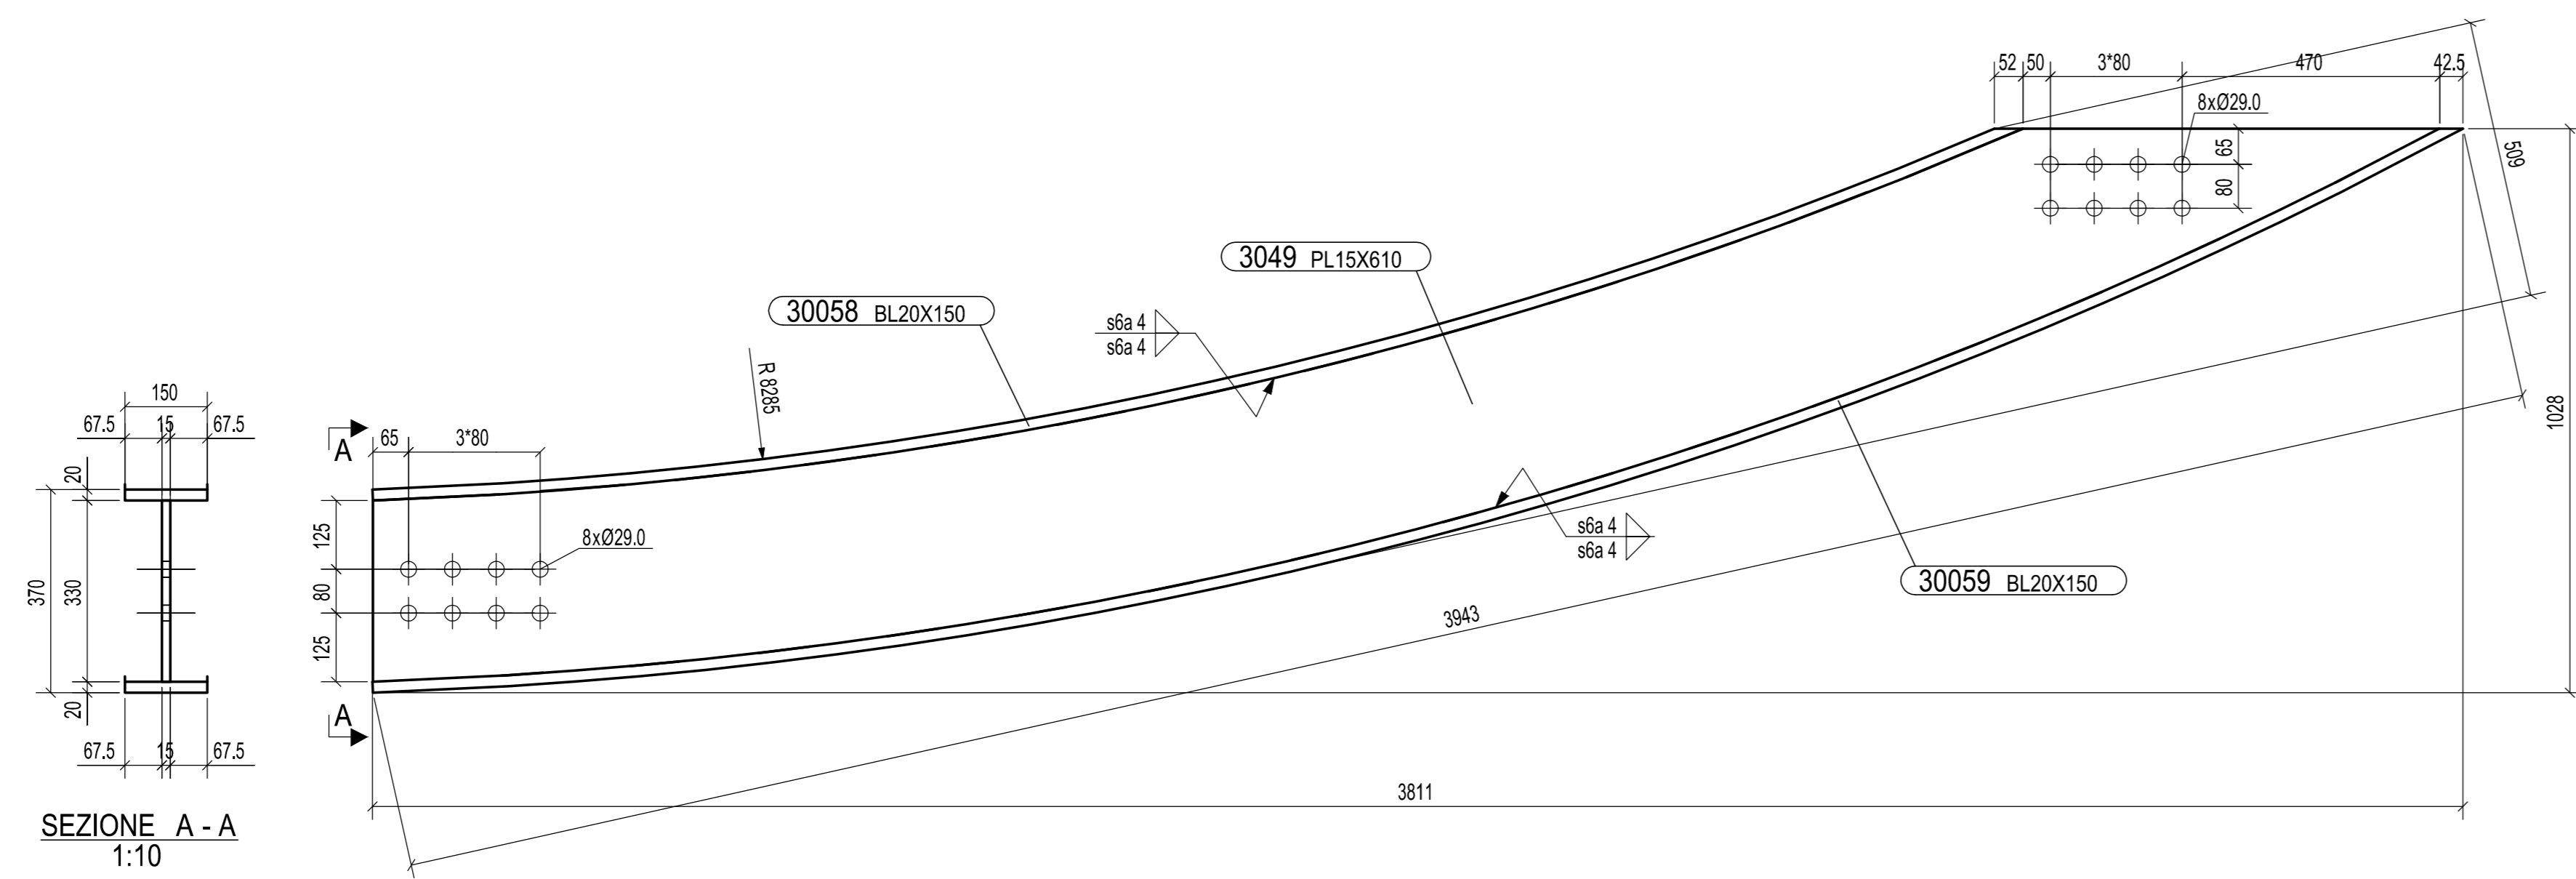 52 50 3*80 470 42.5
8xØ29.0
65
80
509
1028
3049 PL15X610
30058 BL20X150
s6a 4
s6a 4
R 8285
150
67.5 15 67.5
20
370
330
20
67.5 15 67.5
A
65 3*80
125
80
125
8xØ29.0
A
s6a 4
s6a 4
30059 BL20X150
3943
3811
SEZIONE A - A
1:10